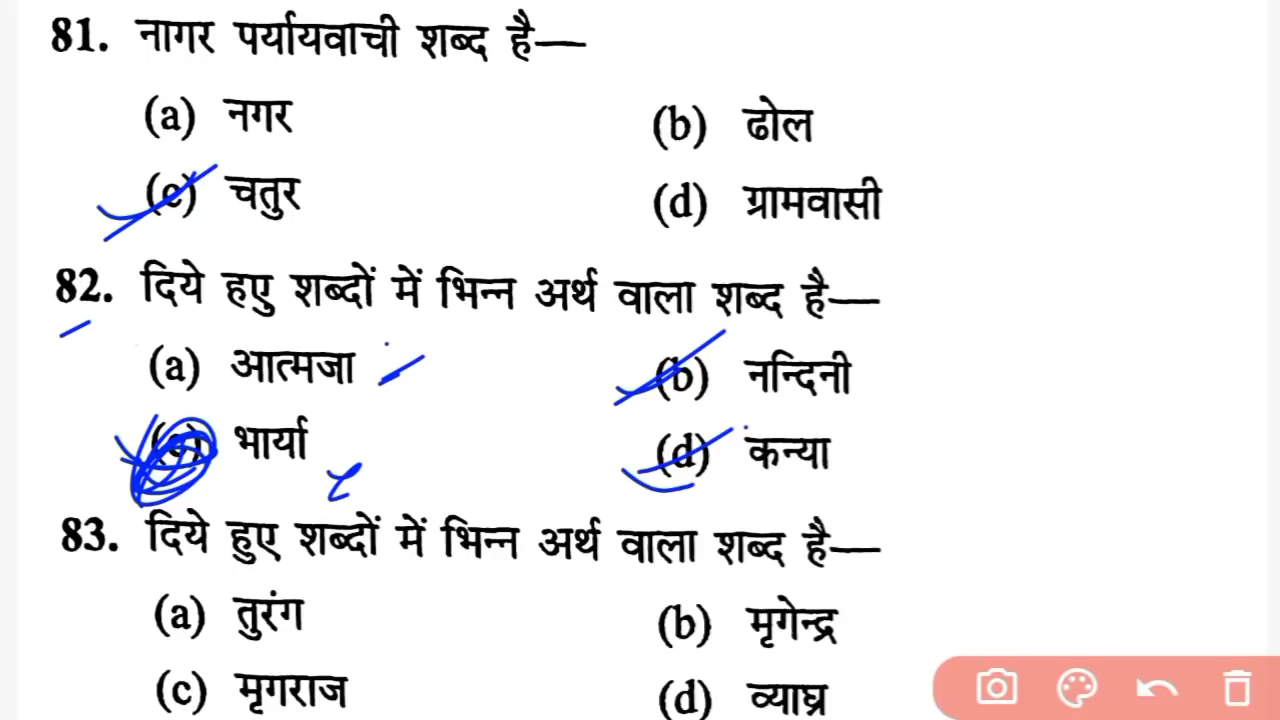 81. नागर पर्यायवाची शब्द है—
(a) नगर (b) ढोल
(c) चतुर (d) ग्रामवासी
82. दिये हुए शब्दों में भिन्न अर्थ वाला शब्द है—
(a) आत्मजा (b) नन्दिनी
(c) भार्या (d) कन्या
83. दिये हुए शब्दों में भिन्न अर्थ वाला शब्द है—
(a) तुरंग (b) मृगेन्द्र
(c) मृगराज (d) व्याघ्र